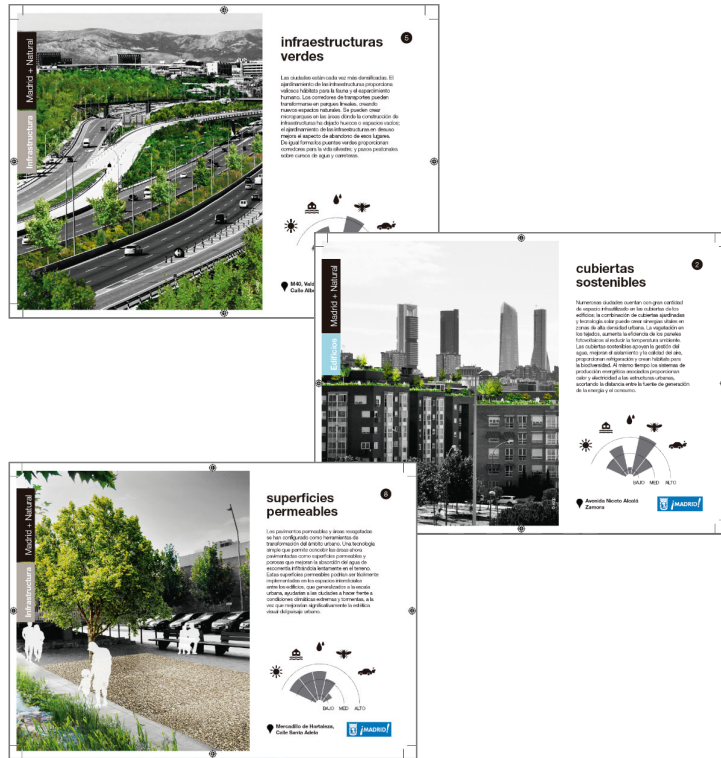 Madrid + Natural
Infraestructura
infraestructuras
verdes
5
Las ciudades están cada vez más densificadas. El
ajardinamiento de las infraestructuras proporciona
valiosos hábitats para la fauna y el esparcimiento
humano. Los corredores de transportes pueden
transformarse en parques lineales, creando
nuevos espacios naturales. Se pueden crear
microparques en las áreas dónde la construcción de
infraestructuras ha dejado huecos o espacios vacíos;
el ajardinamiento de las infraestructuras en desuso
mejora el aspecto de abandono de esos lugares.
De igual forma los puentes verdes proporcionan
corredores para la vida silvestre, y pasos peatonales
sobre cursos de agua y carreteras.
M40, Vald
Calle Alba
Madrid + Natural
Edificios
cubiertas
sostenibles
2
Numerosas ciudades cuentan con gran cantidad
de espacio infrautilizado en las cubiertas de los
edificios; la combinación de cubiertas ajardinadas
y tecnología solar puede crear sinergias vitales en
zonas de alta densidad urbana. La vegetación en
los tejados, aumenta la eficiencia de los paneles
fotovoltaicos al reducir la temperatura ambiente.
Las cubiertas sostenibles apoyan la gestión del
agua, mejoran el aislamiento y la calidad del aire,
proporcionan refrigeración y crean hábitats para
la biodiversidad. Al mismo tiempo los sistemas de
producción energética asociados proporcionan
calor y electricidad a las estructuras urbanas,
acortando la distancia entre la fuente de generación
de la energía y el consumo.
BAJO MED ALTO
Avenida Niceto Alcalá
Zamora
¡MADRID!
Madrid + Natural
Infraestructura
superficies
permeables
8
Los pavimentos permeables y áreas revegetadas
se han configurado como herramientas de
transformación del ámbito urbano. Una tecnología
simple que permite concebir las áreas ahora
pavimentadas como superficies permeables y
porosas que mejoran la absorción del agua de
escorrentía infiltrándola lentamente en el terreno.
Estas superficies permeables podrían ser fácilmente
implementadas en los espacios intersticiales
entre los edificios, que generalizados a la escala
urbana, ayudarían a las ciudades a hacer frente a
condiciones climáticas extremas y tormentas, a la
vez que mejorarían significativamente la estética
visual del paisaje urbano.
BAJO MED ALTO
Mercadillo de Hortaleza,
Calle Santa Adela
¡MADRID!